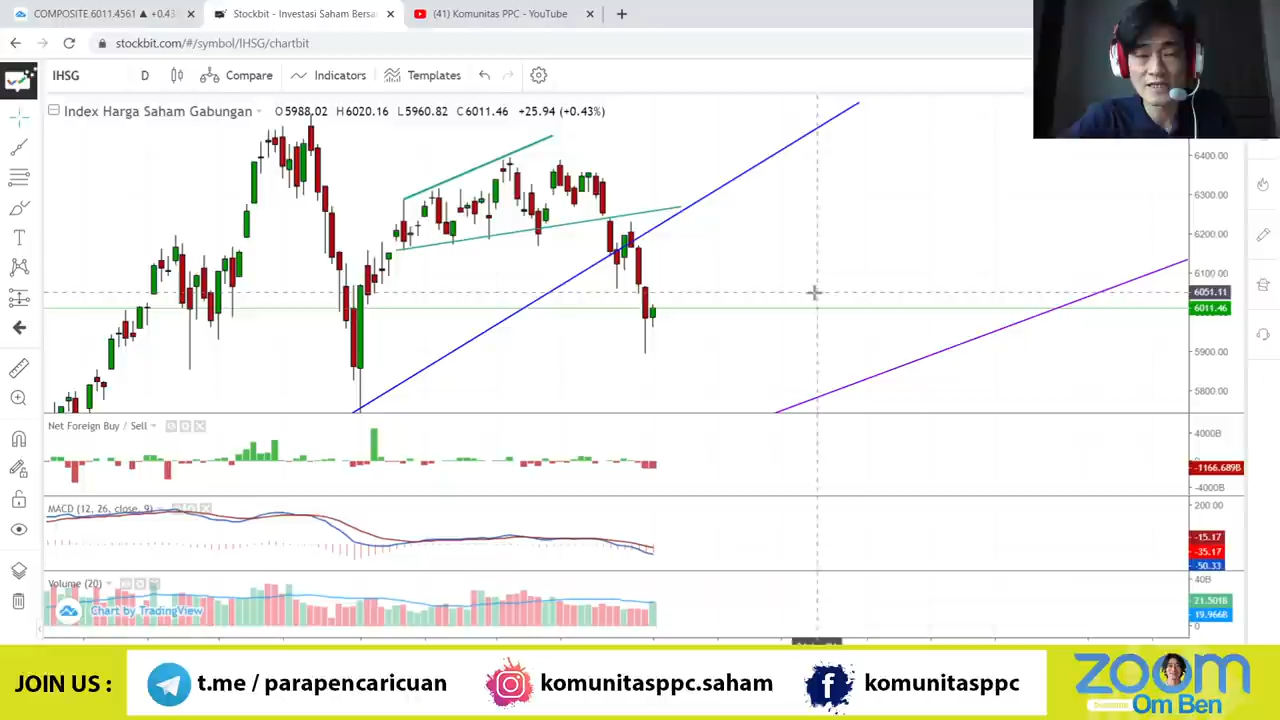 COMPOSITE 6011.4561 ▲ +0.43
Stockbit - Investasi Saham Bersa
(41) Komunitas PPC - YouTube
stockbit.com/#/symbol/IHSG/chartbit
IHSG D Compare Indicators Templates
Index Harga Saham Gabungan O5988.02 H6020.16 L5960.82 C6011.46 +25.94 (+0.43%)
6400.00
6300.00
6200.00
6100.00
6051.11
6011.46
5900.00
5800.00
Net Foreign Buy / Sell
4000B
-1166.689B
-4000B
MACD (12, 26, close, 9)
200.00
-15.17
-35.17
-50.33
Volume (20)
40B
21.501B
19.966B
0
Chart by TradingView
JOIN US :
t.me / parapencaricuan
komunitasppc.saham
komunitasppc
ZOOM
Om Ben